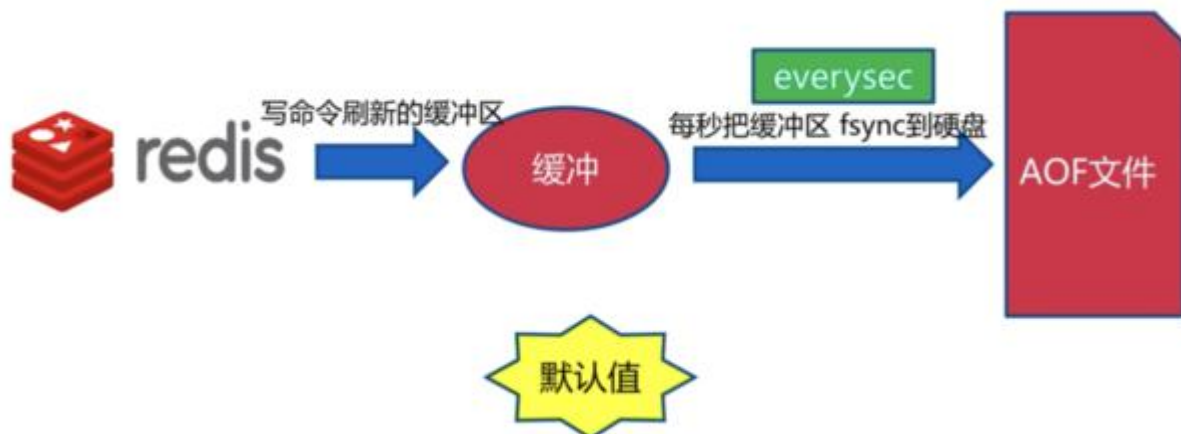 everysec
写命令刷新的缓冲区
每秒把缓冲区 fsync到硬盘
redis
缓冲
AOF文件
默认值